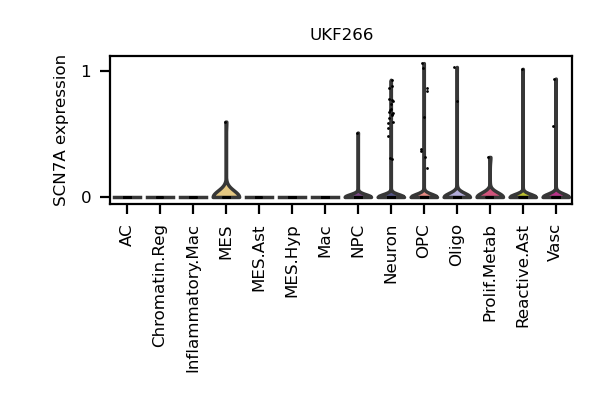 UKF266
SCN7A expression
1
0
AC
Chromatin.Reg
Inflammatory.Mac
MES
MES.Ast
MES.Hyp
Mac
NPC
Neuron
OPC
Oligo
Prolif.Metab
Reactive.Ast
Vasc